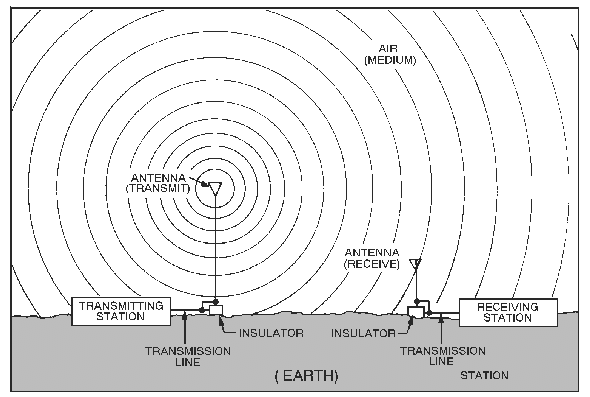 AIR
(MEDIUM)
ANTENNA
(TRANSMIT)
ANTENNA
(RECEIVE)
TRANSMITTING
STATION
RECEIVING
STATION
INSULATOR
INSULATOR
TRANSMISSION
LINE
TRANSMISSION
LINE
( EARTH)
STATION